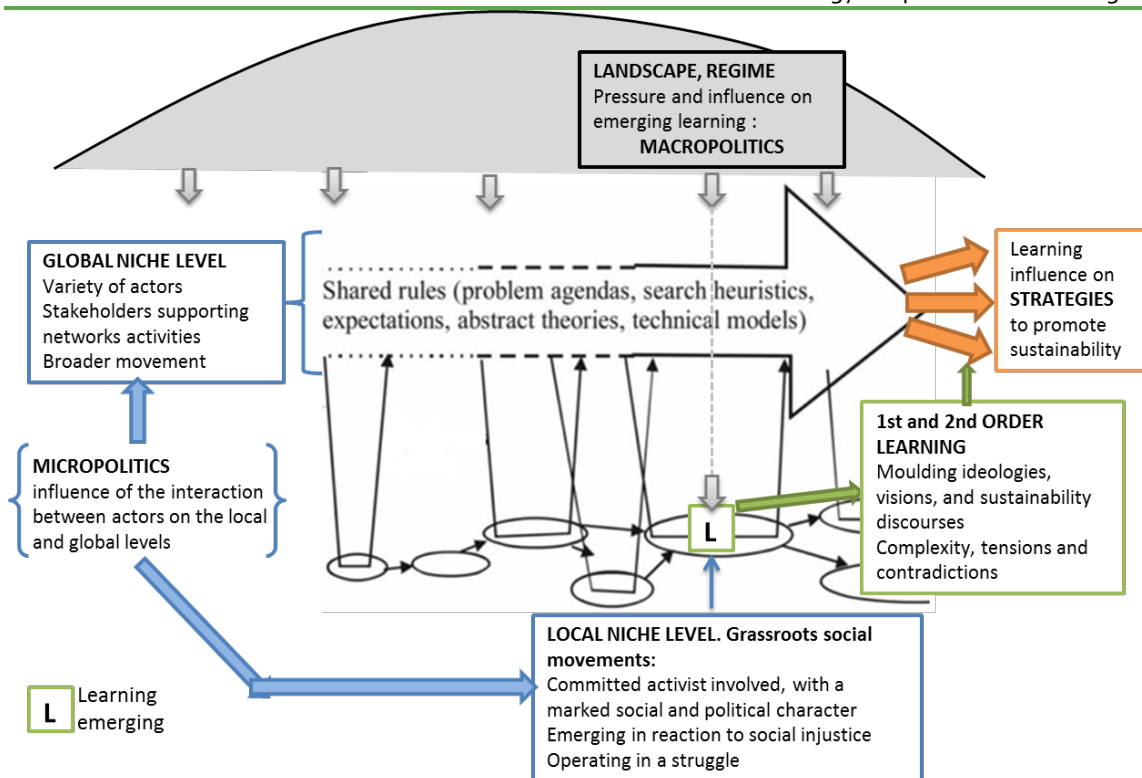 LANDSCAPE, REGIME
Pressure and influence on
emerging learning :
MACROPOLITICS
GLOBAL NICHE LEVEL
Variety of actors
Stakeholders supporting
networks activities
Broader movement
Shared rules (problem agendas, search heuristics,
expectations, abstract theories, technical models)
Learning
influence on
STRATEGIES
to promote
sustainability
MICROPOLITICS
influence of the interaction
between actors on the local
and global levels
1st and 2nd ORDER
LEARNING
Moulding ideologies,
visions, and sustainability
discourses
Complexity, tensions and
contradictions
L
LOCAL NICHE LEVEL. Grassroots social
movements:
Committed activist involved, with a
marked social and political character
Emerging in reaction to social injustice
Operating in a struggle
L
Learning
emerging